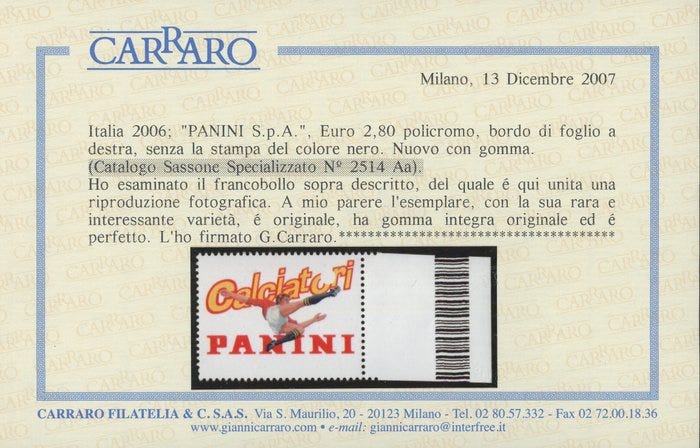 CARRARO
Milano, 13 Dicembre 2007
Italia 2006; "PANINI S.p.A.", Euro 2,80 policromo, bordo di foglio a
destra, senza la stampa del colore nero. Nuovo con gomma.
(Catalogo Sassone Specializzato Nº 2514 Aa).
Ho esaminato il francobollo sopra descritto, del quale é qui unita una
riproduzione fotografica. A mio parere l'esemplare, con la sua rara e
interessante varietà, é originale, ha gomma integra originale ed é
perfetto. L'ho firmato G.Carraro.************************************
Calciatori
PANINI
CARRARO FILATELIA & C. S.A.S. Via S. Maurilio, 20 - 20123 Milano - Tel. 02 80.57.332 - Fax 02 72.00.18.36
www.giannicarraro.com • e-mail: giannicarraro@interfree.it